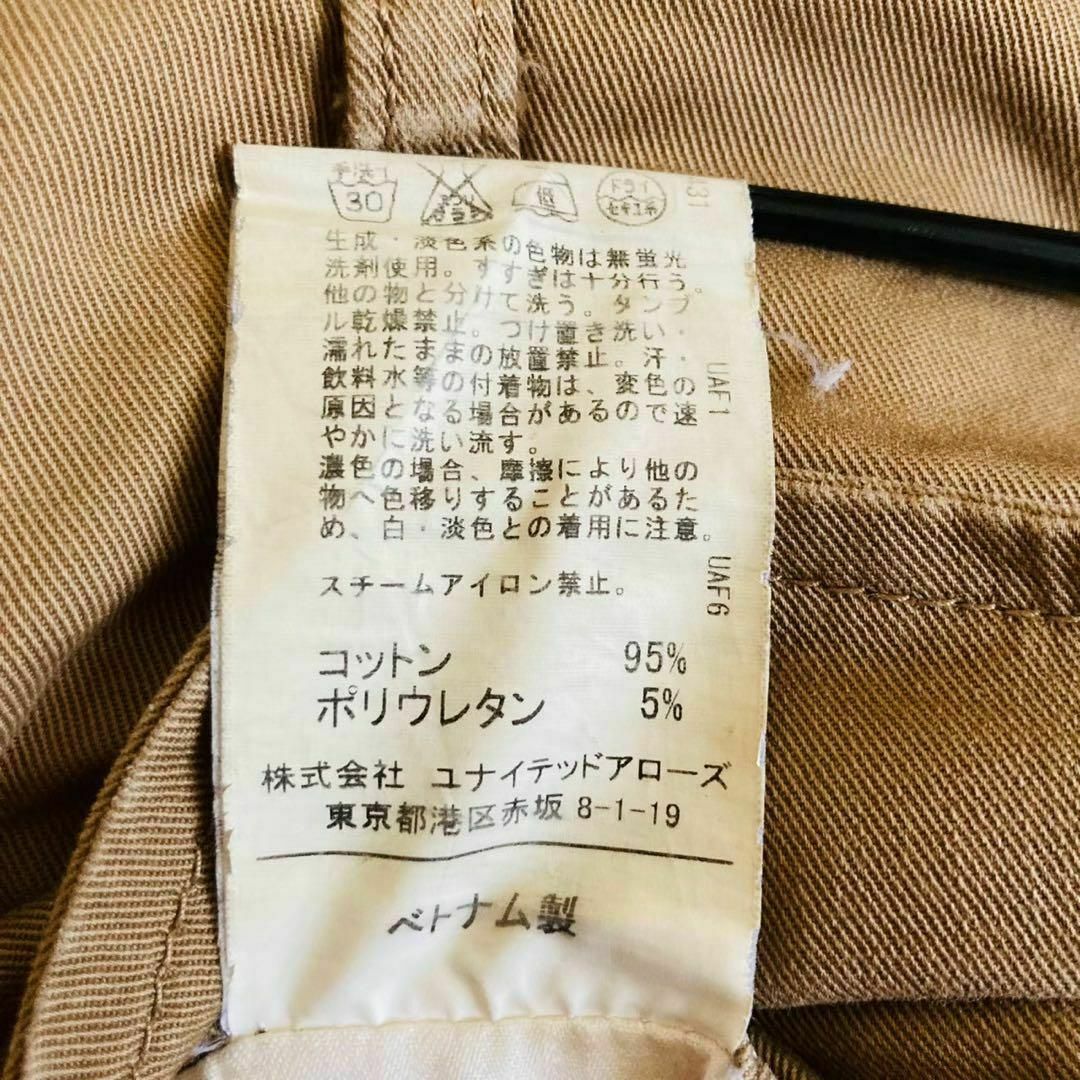 手洗イ 30 エンソ サラシ 低 ドライ セキユ系
31
生成・淡色系の色物は無蛍光
洗剤使用。すすぎは十分行う。
他の物と分けて洗う。タンブ
ル乾燥禁止。つけ置き洗い・
濡れたままの放置禁止。汗・
飲料水等の付着物は、変色の
原因となる場合があるので速
やかに洗い流す。
濃色の場合、摩擦により他の
物へ色移りすることがあるた
め、白・淡色との着用に注意。
UAF1
UAF6
スチームアイロン禁止。
コットン 95%
ポリウレタン 5%
株式会社 ユナイテッドアローズ
東京都港区赤坂 8-1-19
ベトナム製